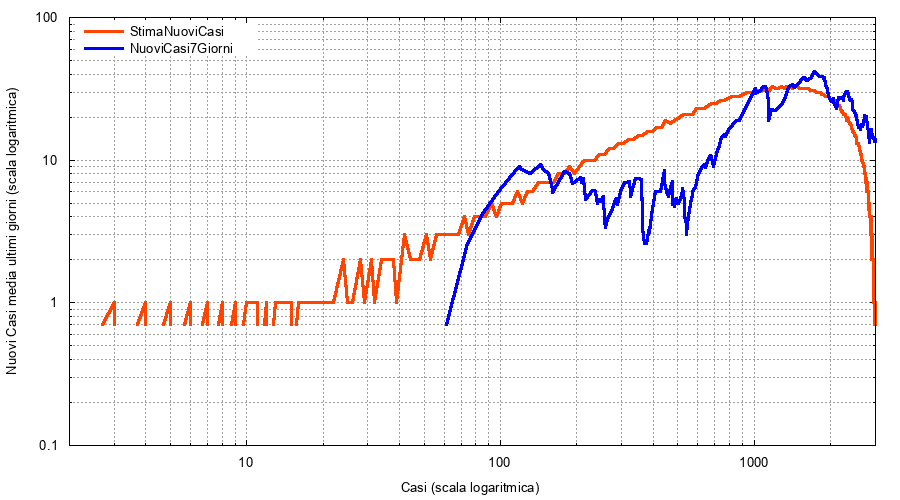 100
StimaNuoviCasi
NuoviCasi7Giorni
10
1
0.1
10
100
1000
Nuovi Casi media ultimi giorni (scala logaritmica)
Casi (scala logaritmica)